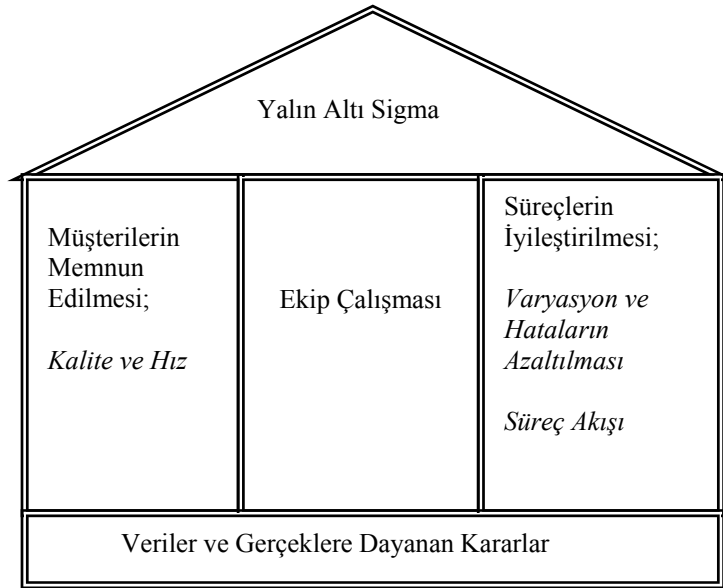 Yalın Altı Sigma
Müşterilerin
Memnun
Edilmesi;
Kalite ve Hız
Ekip Çalışması
Süreçlerin
İyileştirilmesi;
Varyasyon ve
Hataların
Azaltılması
Süreç Akışı
Veriler ve Gerçeklere Dayanan Kararlar